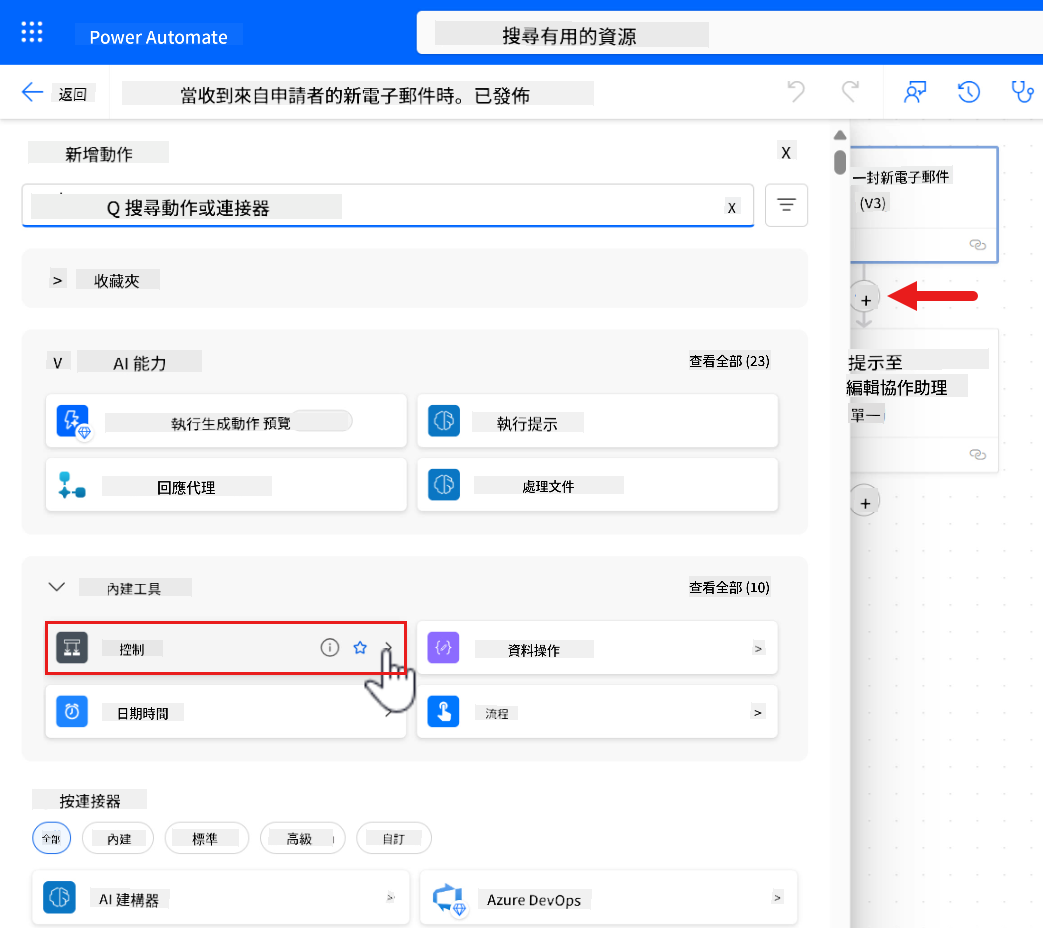 Power Automate
搜尋有用的資源
返回
當收到來自申請者的新電子郵件時。已發佈
新增動作
X
Q 搜尋動作或連接器
X
> 收藏夾
V AI 能力
查看全部 (23)
執行生成動作 預覽
執行提示
回應代理
處理文件
內建工具
查看全部 (10)
控制
資料操作 >
日期時間
流程 >
按連接器
全部
內建
標準
高級
自訂
AI 建構器 >
Azure DevOps >
一封新電子郵件
(V3)
+
提示至
編輯協作助理
單一
+